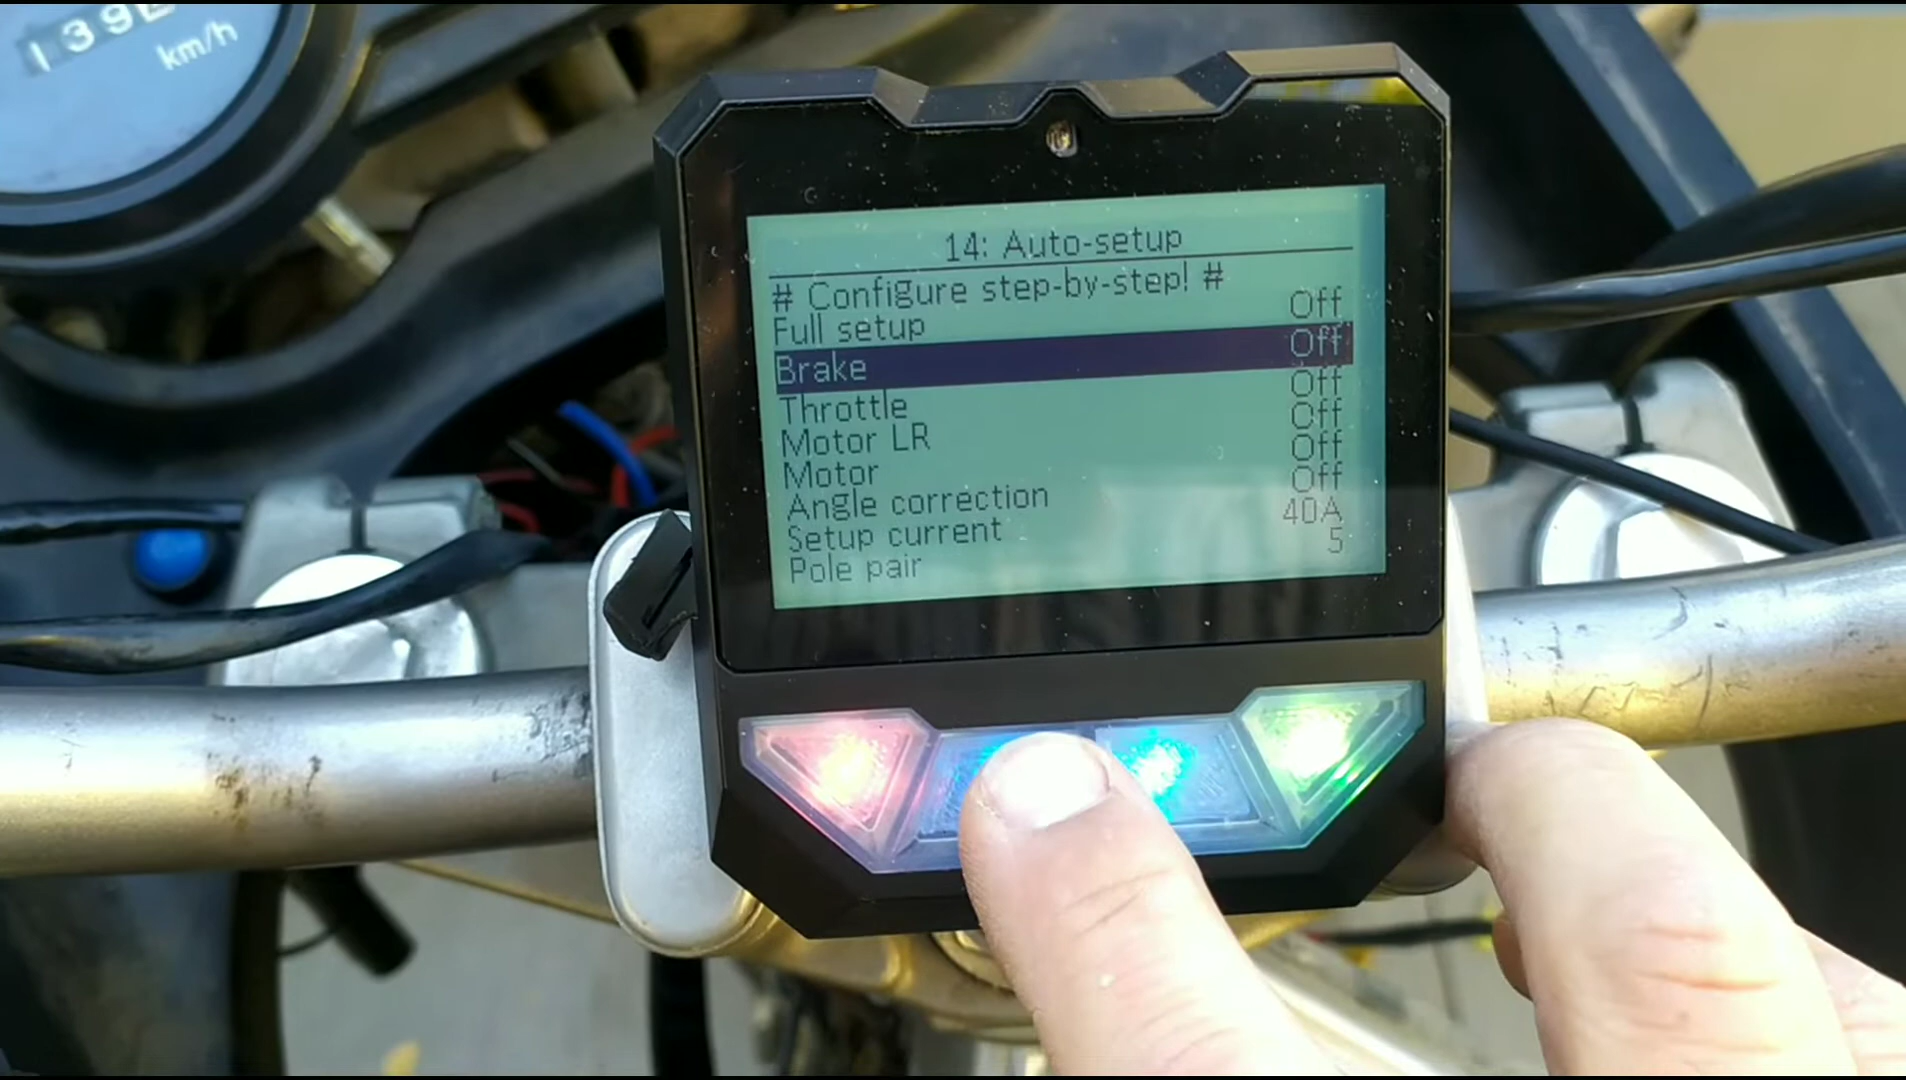 139
km/h
14: Auto-setup
# Configure step-by-step! #
Full setup Off
Brake Off
Throttle Off
Motor LR Off
Motor Off
Angle correction Off
Setup current 40A
Pole pair 5